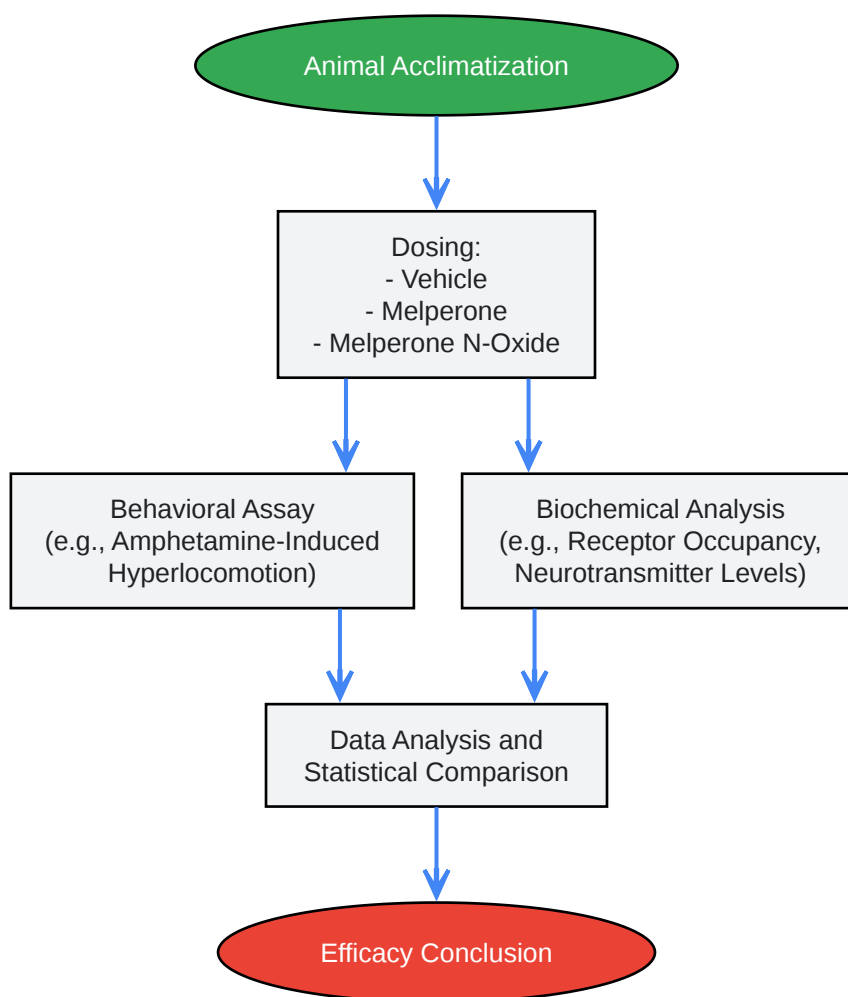 Animal Acclimatization
Dosing:
- Vehicle
- Melperone
- Melperone N-Oxide
Behavioral Assay
(e.g., Amphetamine-Induced
Hyperlocomotion)
Biochemical Analysis
(e.g., Receptor Occupancy,
Neurotransmitter Levels)
Data Analysis and
Statistical Comparison
Efficacy Conclusion